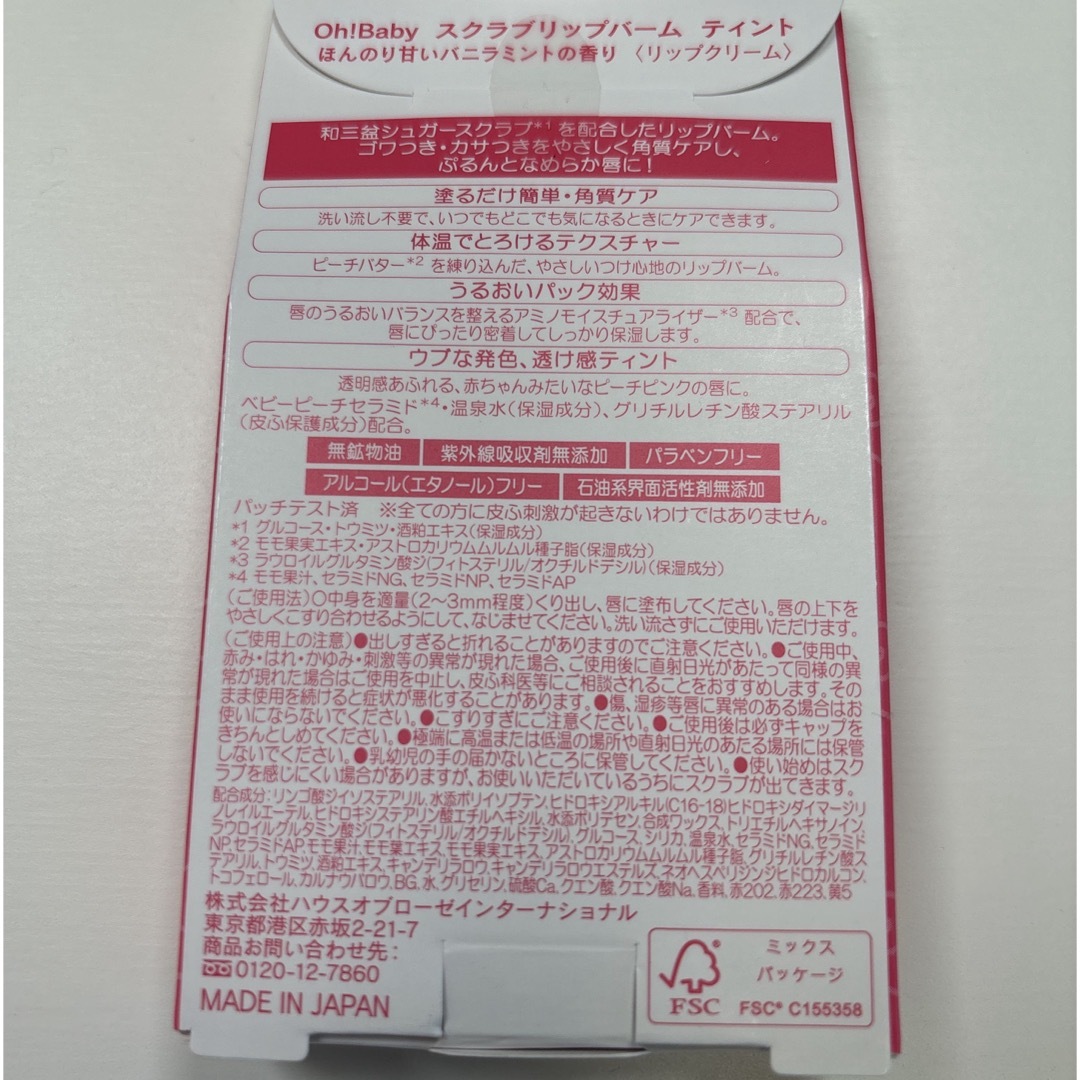 Oh!Baby スクラブリップバーム ティント
ほんのり甘いバニラミントの香り 〈リップクリーム〉
和三盆シュガースクラブ*1 を配合したリップバーム。
ゴワつき・カサつきをやさしく角質ケアし、
ぷるんとなめらか唇に!
塗るだけ簡単・角質ケア
洗い流し不要で、いつでもどこでも気になるときにケアできます。
体温でとろけるテクスチャー
ピーチバター*2 を練り込んだ、やさしいつけ心地のリップバーム。
うるおいパック効果
唇のうるおいバランスを整えるアミノモイスチュアライザー*3 配合で、
唇にぴったり密着してしっかり保湿します。
ウブな発色、透け感ティント
透明感あふれる、赤ちゃんみたいなピーチピンクの唇に。
ベビーピーチセラミド*4・温泉水(保湿成分)、グリチルレチン酸ステアリル
(皮ふ保護成分)配合。
無鉱物油 紫外線吸収剤無添加 パラベンフリー
アルコール(エタノール)フリー 石油系界面活性剤無添加
パッチテスト済 ※全ての方に皮ふ刺激が起きないわけではありません。
*1 グルコース・トウミツ・酒粕エキス(保湿成分)
*2 モモ果実エキス・アストロカリウムムルムル種子脂(保湿成分)
*3 ラウロイルグルタミン酸ジ(フィトステリル/オクチルドデシル)(保湿成分)
*4 モモ果汁、セラミドNG、セラミドNP、セラミドAP
(ご使用法)○中身を適量(2〜3mm程度)くり出し、唇に塗布してください。唇の上下を
やさしくこすり合わせるようにして、なじませてください。洗い流さずにご使用いただけます。
(ご使用上の注意)●出しすぎると折れることがありますのでご注意ください。●ご使用中、
赤み・はれ・かゆみ・刺激等の異常が現れた場合、ご使用後に直射日光があたって同様の異
常が現れた場合はご使用を中止し、皮ふ科医等にご相談されることをおすすめします。その
まま使用を続けると症状が悪化することがあります。●傷、湿疹等唇に異常のある場合はお
使いにならないでください。●こすりすぎにご注意ください。●ご使用後は必ずキャップを
きちんとしめてください。●極端に高温または低温の場所や直射日光のあたる場所には保管
しないでください。●乳幼児の手の届かないところに保管してください。●使い始めはスク
ラブを感じにくい場合がありますが、お使いいただいているうちにスクラブが出てきます。
配合成分:リンゴ酸ジイソステアリル、水添ポリイソブテン、ヒドロキシアルキル(C16-18)ヒドロキシダイマージリ
ノレイルエーテル、ヒドロキシステアリン酸エチルヘキシル、水添ポリデセン、合成ワックス、トリエチルヘキサノイン、
ラウロイルグルタミン酸ジ(フィトステリル/オクチルドデシル)、グルコース、シリカ、温泉水、セラミドNG、セラミド
NP、セラミドAP、モモ果汁、モモ葉エキス、モモ果実エキス、アストロカリウムムルムル種子脂、グリチルレチン酸ス
テアリル、トウミツ、酒粕エキス、キャンデリラロウ、キャンデリラロウエステルズ、ネオヘスペリジンジヒドロカルコン、
トコフェロール、カルナウバロウ、BG、水、グリセリン、硫酸Ca、クエン酸、クエン酸Na、香料、赤202、赤223、黄5
株式会社ハウスオブローゼインターナショナル
東京都港区赤坂2-21-7
商品お問い合わせ先:
0120-12-7860
MADE IN JAPAN
FSC
ミックス
パッケージ
FSC® C155358